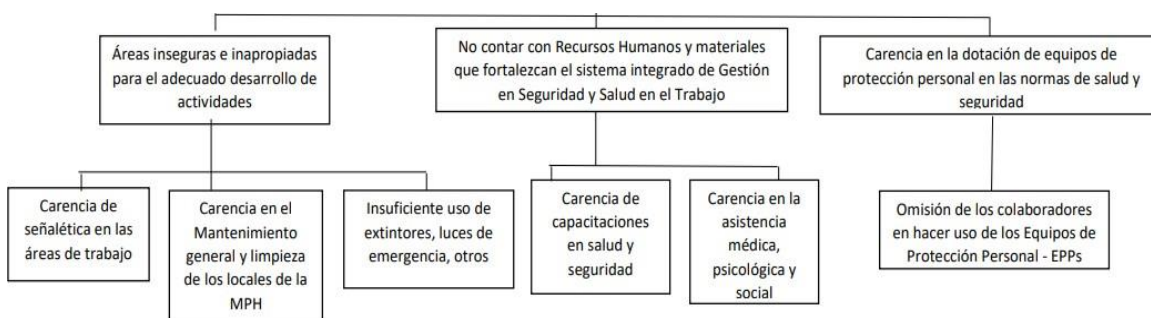 Áreas inseguras e inapropiadas
para el adecuado desarrollo de
actividades
No contar con Recursos Humanos y materiales
que fortalezcan el sistema integrado de Gestión
en Seguridad y Salud en el Trabajo
Carencia en la dotación de equipos de
protección personal en las normas de salud y
seguridad
Carencia de
señalética en las
áreas de trabajo
Carencia en el
Mantenimiento
general y limpieza
de los locales de la
MPH
Insuficiente uso de
extintores, luces de
emergencia, otros
Carencia de
capacitaciones
en salud y
seguridad
Carencia en la
asistencia
médica,
psicológica y
social
Omisión de los colaboradores
en hacer uso de los Equipos de
Protección Personal - EPPs